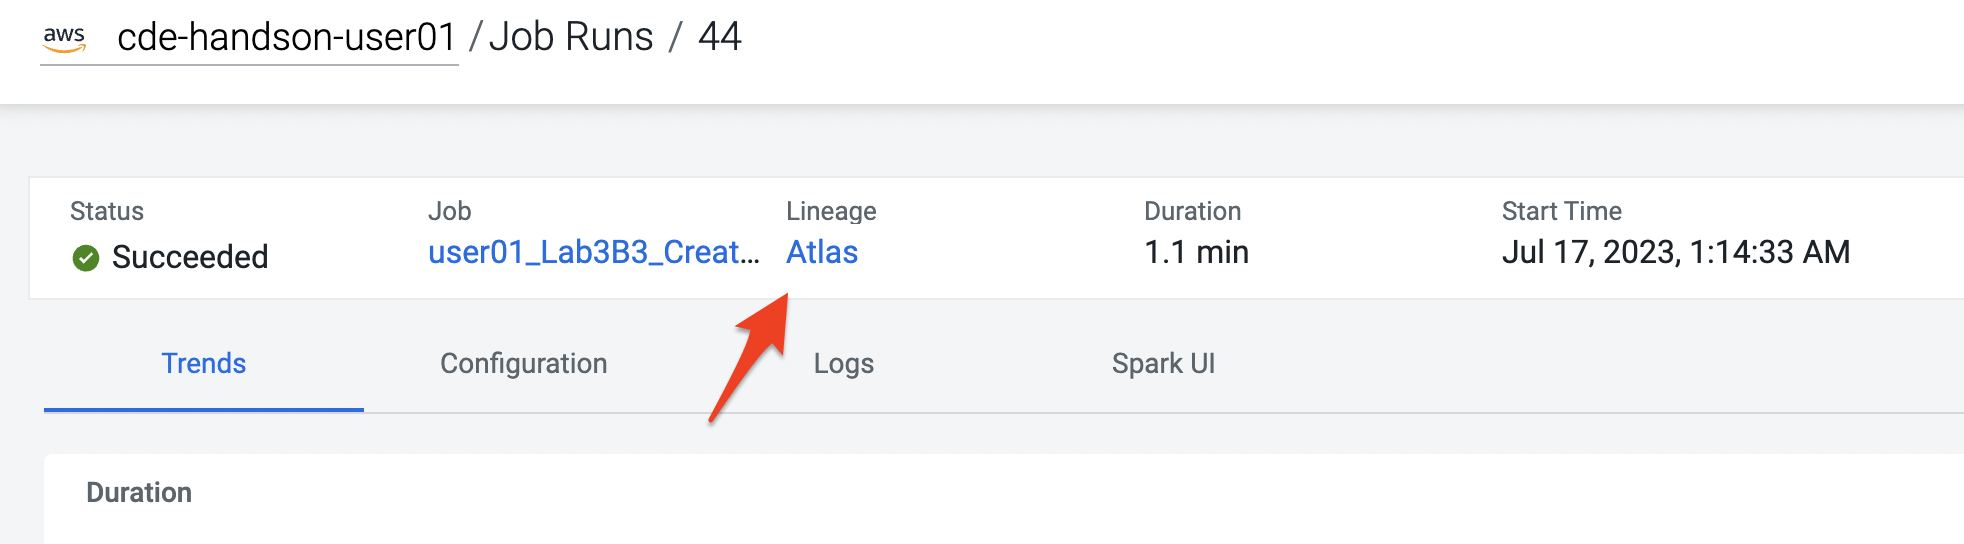 aws cde-handson-user01 / Job Runs / 44
Status Job Lineage Duration Start Time
Succeeded user01_Lab3B3_Creat... Atlas 1.1 min Jul 17, 2023, 1:14:33 AM
Trends Configuration Logs Spark UI
Duration